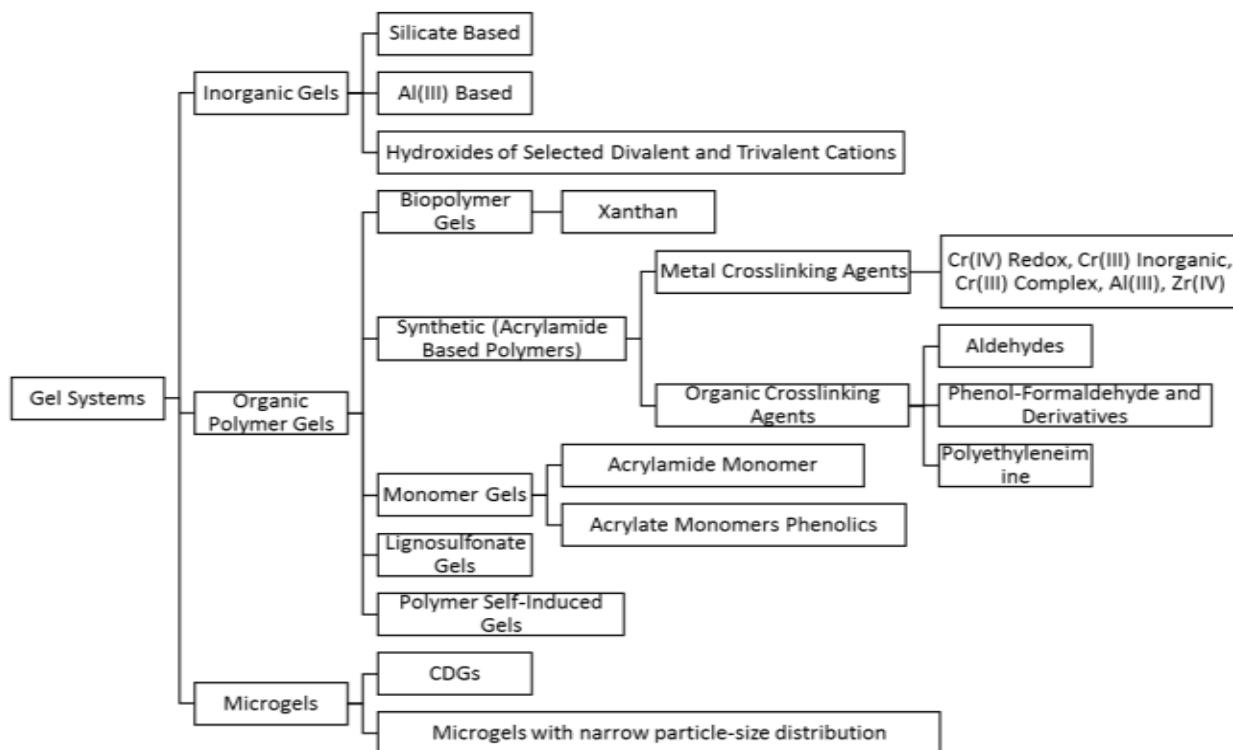 Silicate Based
Inorganic Gels
Al(III) Based
Hydroxides of Selected Divalent and Trivalent Cations
Biopolymer
Gels
Xanthan
Metal Crosslinking Agents
Cr(IV) Redox, Cr(III) Inorganic,
Cr(III) Complex, Al(III), Zr(IV)
Synthetic (Acrylamide
Based Polymers)
Aldehydes
Gel Systems
Organic
Polymer Gels
Organic Crosslinking
Agents
Phenol-Formaldehyde and
Derivatives
Polyethyleneim
ine
Acrylamide Monomer
Monomer Gels
Acrylate Monomers Phenolics
Lignosulfonate
Gels
Polymer Self-Induced
Gels
CDGs
Microgels
Microgels with narrow particle-size distribution